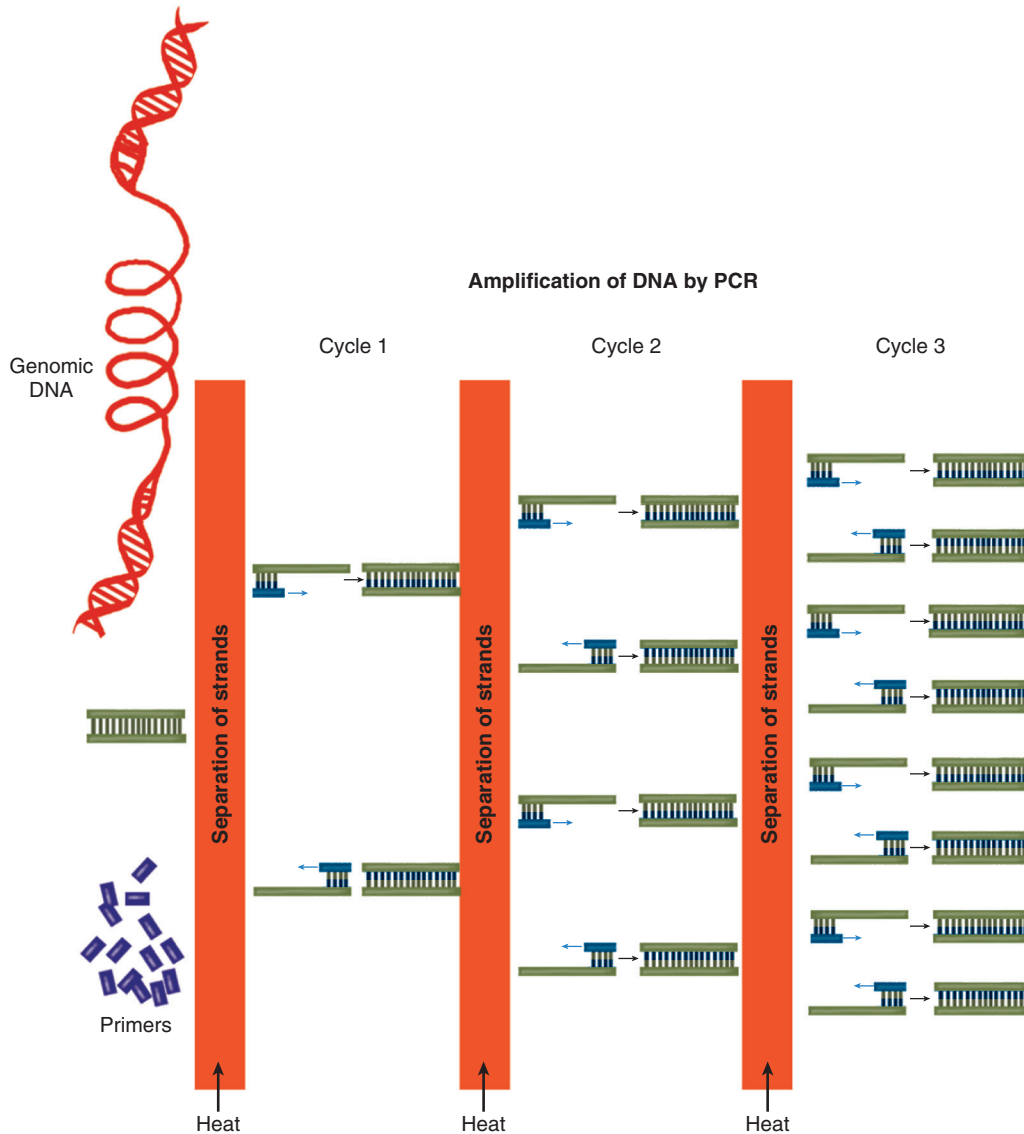 Amplification of DNA by PCR
Cycle 1
Cycle 2
Cycle 3
Genomic
DNA
Separation of strands
Separation of strands
Separation of strands
Primers
Heat
Heat
Heat